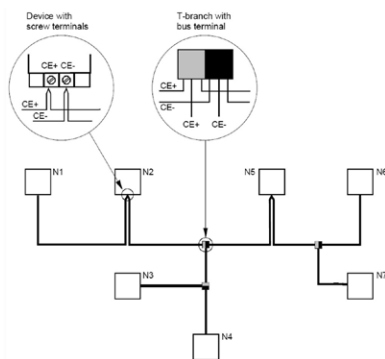 Device with
screw terminals
CE+ CE-
CE+
CE-
T-branch with
bus terminal
CE+
CE-
CE+ CE-
N1
N2
N5
N6
N3
N7
N4